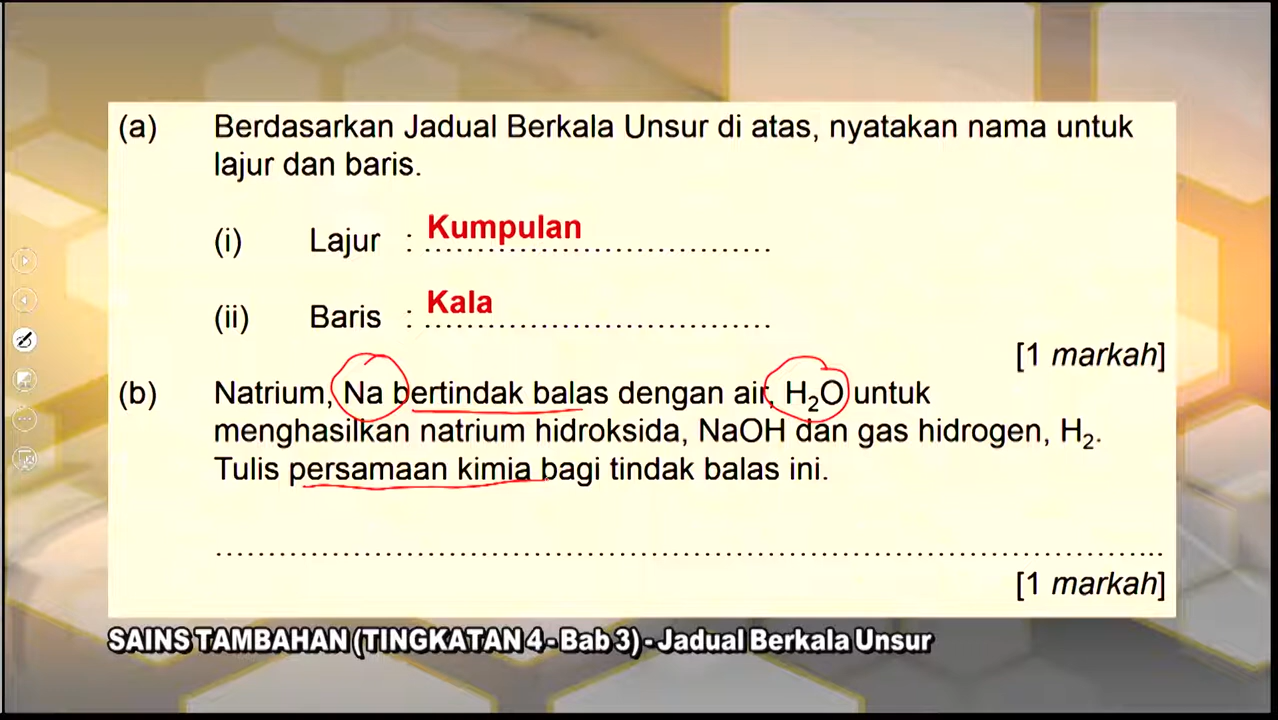 (a) Berdasarkan Jadual Berkala Unsur di atas, nyatakan nama untuk
lajur dan baris.
(i) Lajur : Kumpulan
(ii) Baris : Kala
[1 markah]
(b) Natrium, Na bertindak balas dengan air, H₂O untuk
menghasilkan natrium hidroksida, NaOH dan gas hidrogen, H₂.
Tulis persamaan kimia bagi tindak balas ini.
[1 markah]
SAINS TAMBAHAN (TINGKATAN 4 - Bab 3) - Jadual Berkala Unsur